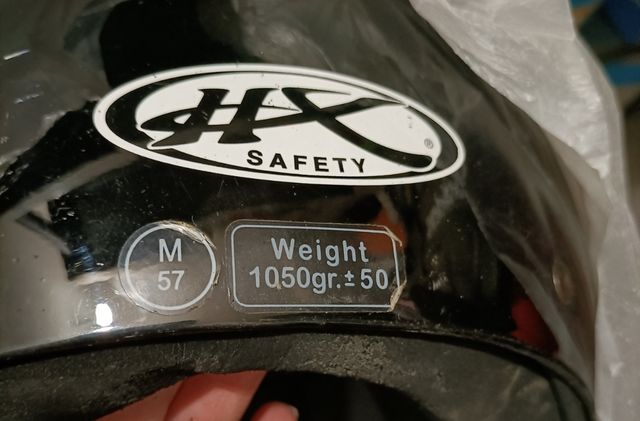 HX
®
SAFETY
M
57
Weight
1050gr.±50